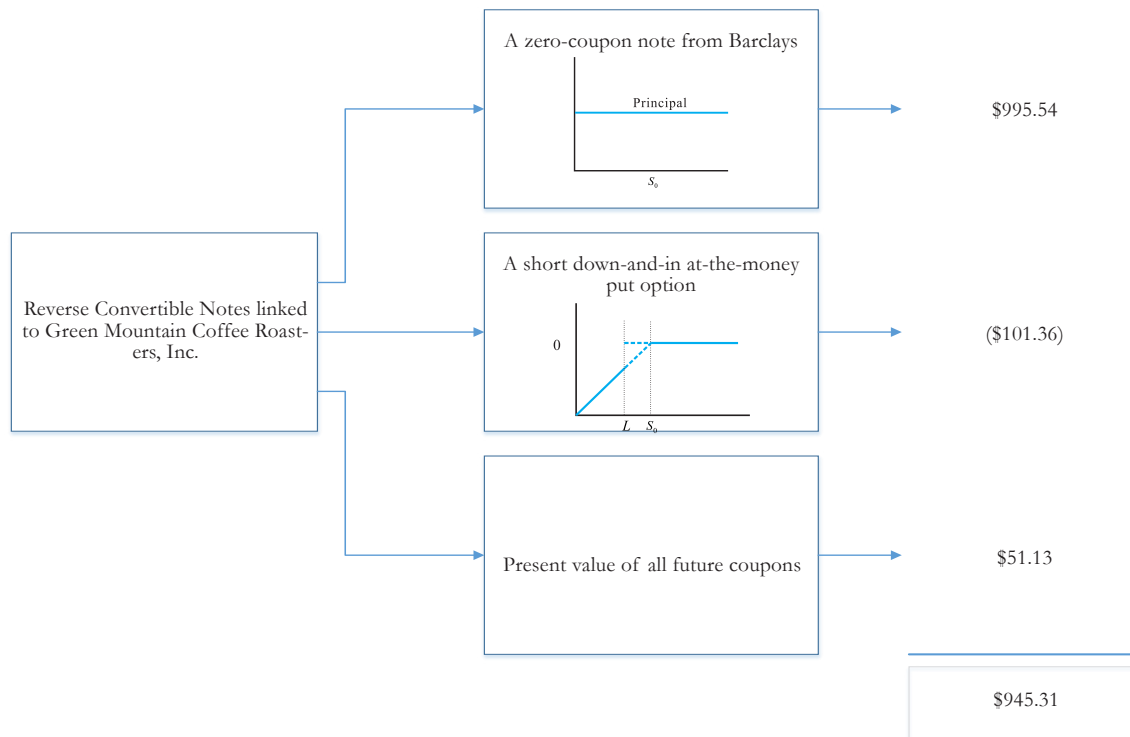 A zero-coupon note from Barclays
Principal
S₀
$995.54
Reverse Convertible Notes linked
to Green Mountain Coffee Roast-
ers, Inc.
A short down-and-in at-the-money
put option
0
L S₀
($101.36)
Present value of all future coupons
$51.13
$945.31